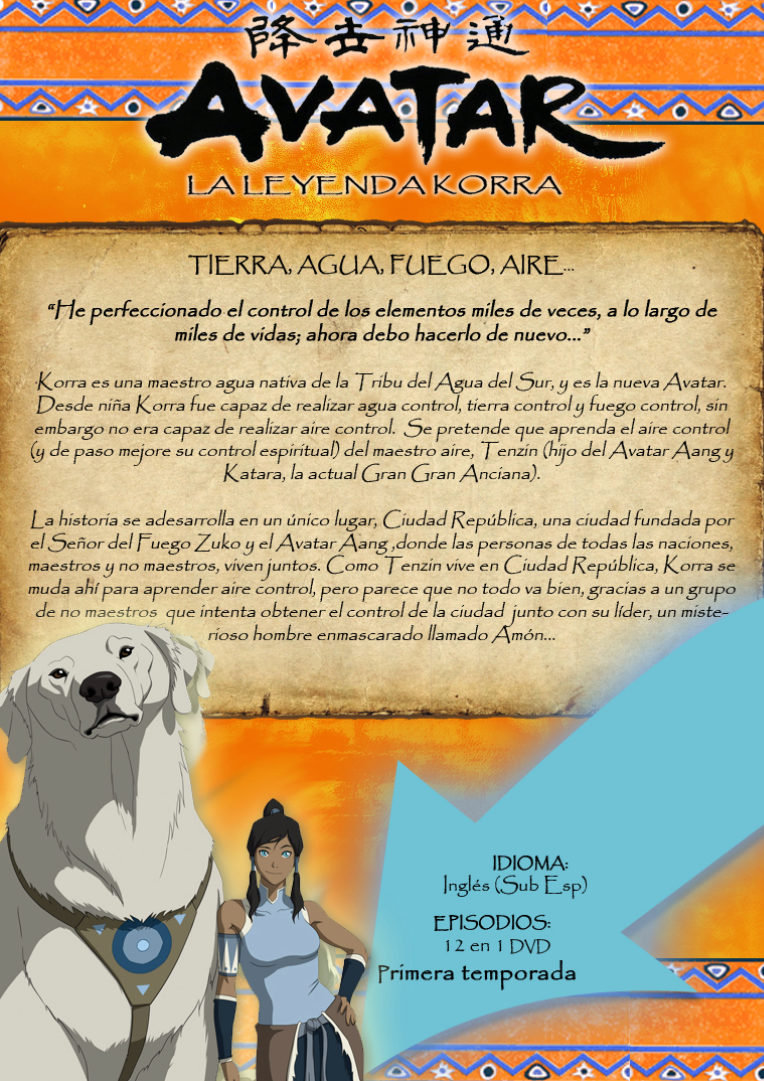 降去神通
AVATAR
LA LEYENDA KORRA
TIERRA, AGUA, FUEGO, AIRE...
“He perfeccionado el control de los elementos miles de veces, a lo largo de
miles de vidas; ahora debo hacerlo de nuevo...”
Korra es una maestro agua nativa de la Tribu del Agua del Sur, y es la nueva Avatar.
Desde niña Korra fue capaz de realizar agua control, tierra control y fuego control, sin
embargo no era capaz de realizar aire control. Se pretende que aprenda el aire control
(y de paso mejore su control espiritual) del maestro aire, Tenzin (hijo del Avatar Aang y
Katara, la actual Gran Gran Anciana).
La historia se adesarrolla en un único lugar, Ciudad República, una ciudad fundada por
el Señor del Fuego Zuko y el Avatar Aang ,donde las personas de todas las naciones,
maestros y no maestros, viven juntos. Como Tenzin vive en Ciudad República, Korra se
muda ahí para aprender aire control, pero parece que no todo va bien, gracias a un grupo
de no maestros que intenta obtener el control de la ciudad junto con su líder, un miste-
rioso hombre enmascarado llamado Amón...
IDIOMA:
Inglés (Sub Esp)
EPISODIOS:
12 en 1 DVD
Primera temporada